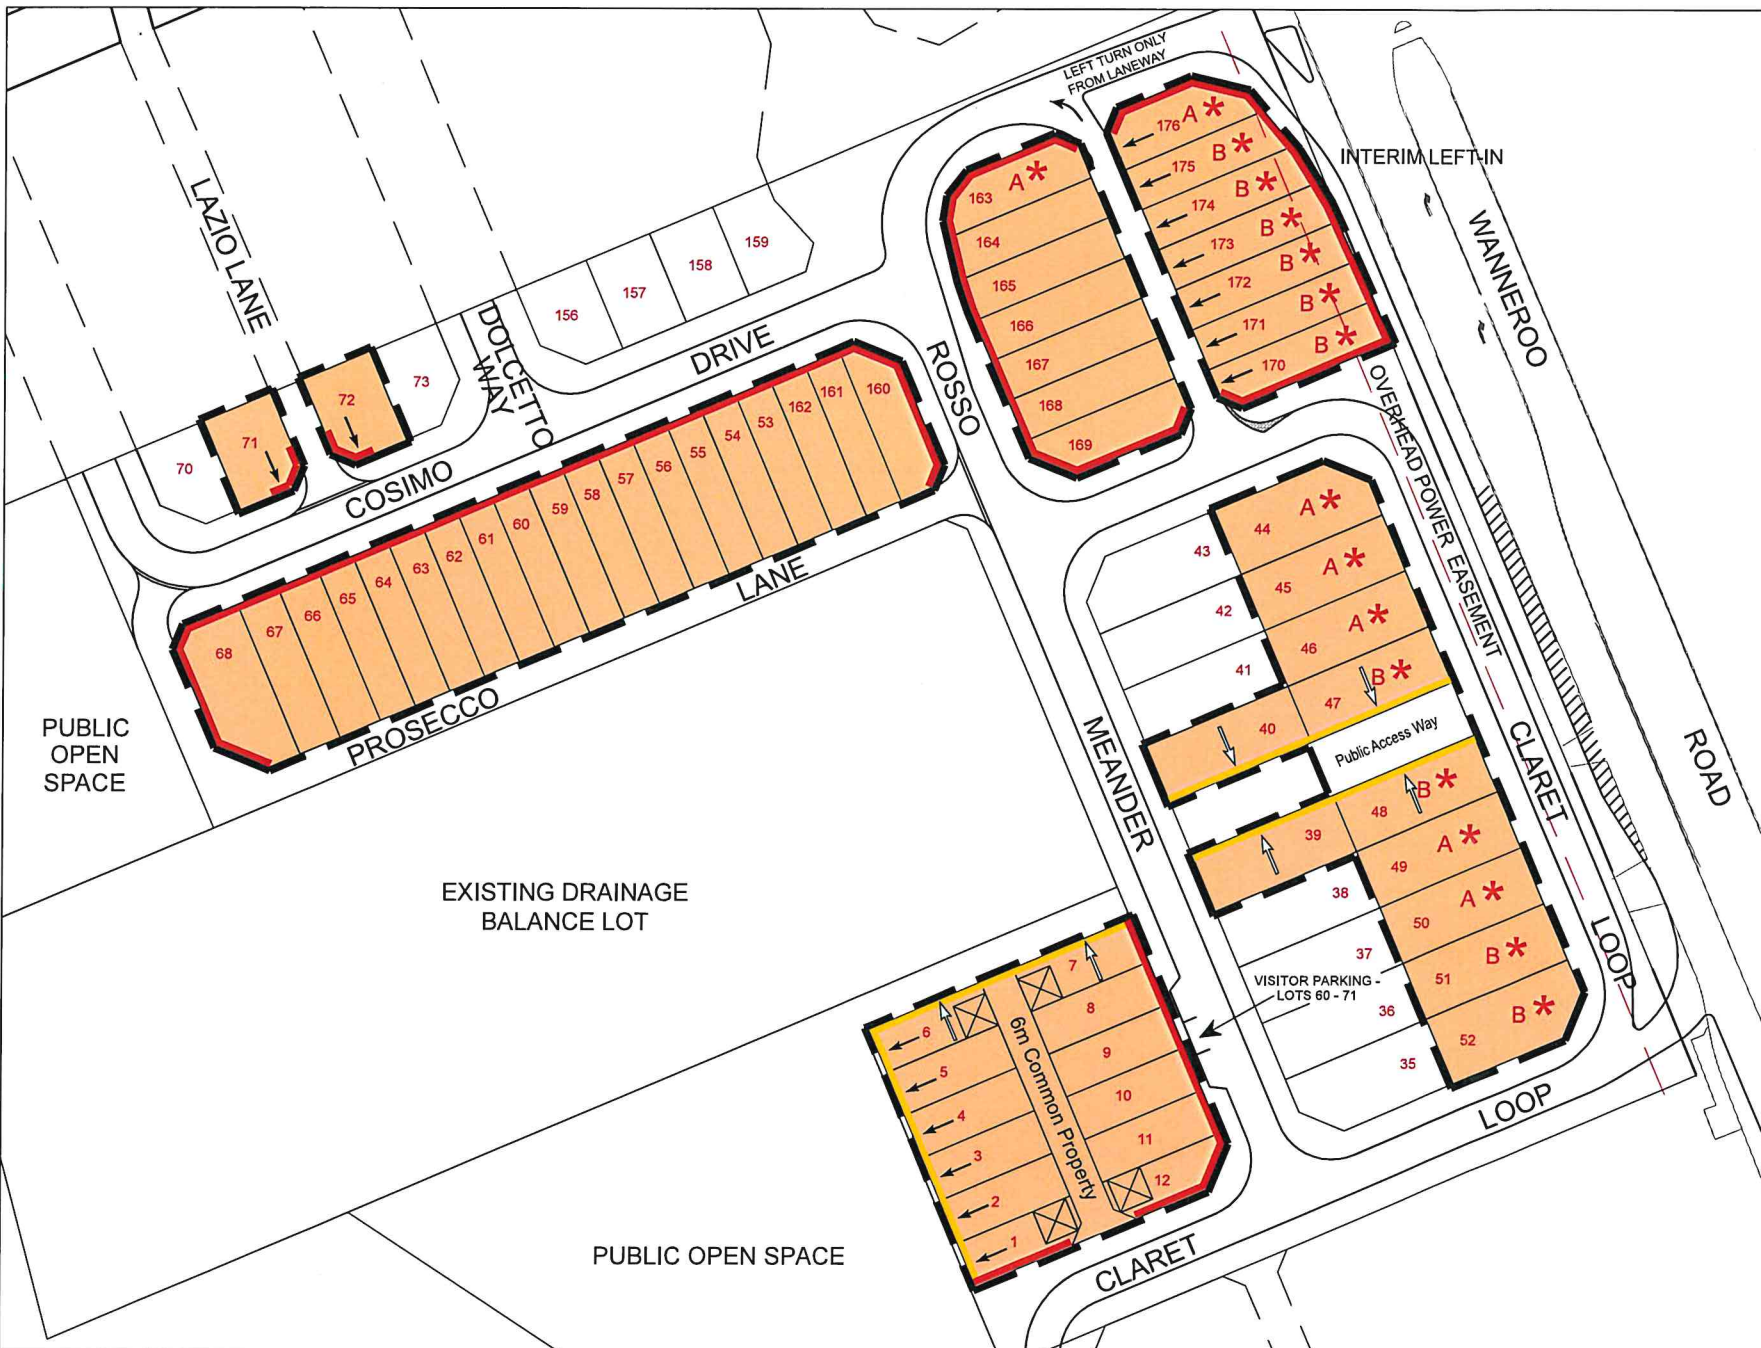 LEFT TURN ONLY
FROM LANEWAY
INTERIM LEFT-IN
WANNEROO
ROAD
LAZIO LANE
DOLCETTO
WAY
COSIMO
DRIVE
ROSSO
PROSECCO
LANE
MEANDER
OVERHEAD POWER EASEMENT
CLARET
LOOP
LOOP
CLARET
PUBLIC
OPEN
SPACE
EXISTING DRAINAGE
BALANCE LOT
PUBLIC OPEN SPACE
Public Access Way
VISITOR PARKING -
LOTS 60 - 71
6m Common Property
176 A *
175 B *
174 B *
173 B *
172 B *
171 B *
170 B *
163 A *
164
165
166
167
168
169
156
157
158
159
70
71
72
73
68
67
66
65
64
63
62
61
60
59
58
57
56
55
54
53
162
161
160
43
42
41
40
39
38
37
36
35
44 A *
45 A *
46 A *
47 B *
48 B *
49 A *
50 A *
51 B *
52 B *
6
5
4
3
2
1
7
8
9
10
11
12